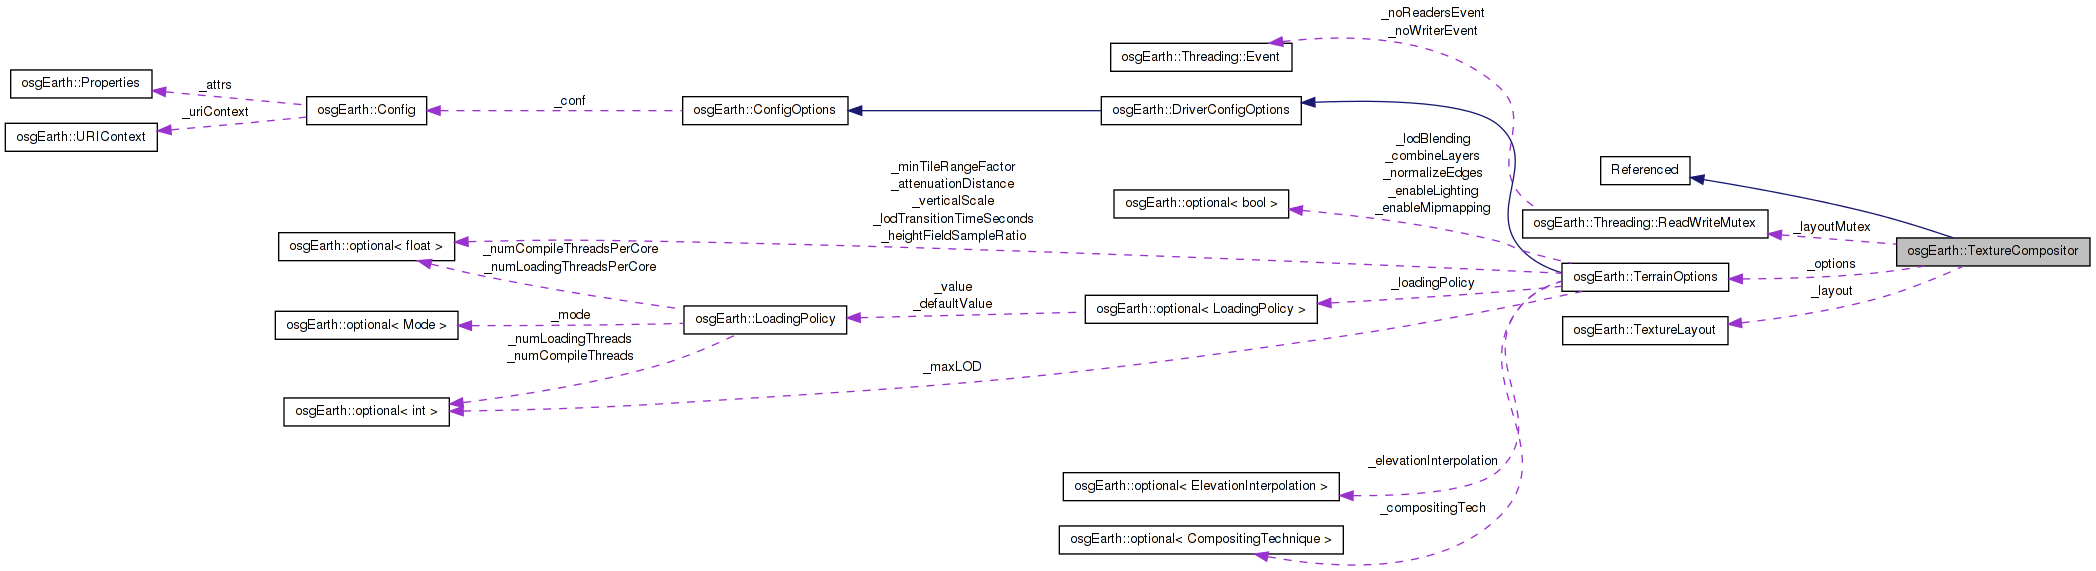 _noReadersEvent
_noWriterEvent
osgEarth::Threading::Event
osgEarth::Properties
_attrs
osgEarth::Config
_conf
osgEarth::ConfigOptions
osgEarth::DriverConfigOptions
_uriContext
osgEarth::URIContext
_lodBlending
_combineLayers
_normalizeEdges
_enableLighting
_enableMipmapping
_minTileRangeFactor
_attenuationDistance
_verticalScale
_lodTransitionTimeSeconds
_heightFieldSampleRatio
Referenced
osgEarth::optional< bool >
osgEarth::Threading::ReadWriteMutex
_layoutMutex
osgEarth::TextureCompositor
osgEarth::optional< float >
_numCompileThreadsPerCore
_numLoadingThreadsPerCore
_options
osgEarth::TerrainOptions
_loadingPolicy
_layout
_value
_defaultValue
osgEarth::optional< LoadingPolicy >
osgEarth::LoadingPolicy
osgEarth::optional< Mode >
_mode
osgEarth::TextureLayout
_numLoadingThreads
_numCompileThreads
_maxLOD
osgEarth::optional< int >
_elevationInterpolation
osgEarth::optional< ElevationInterpolation >
_compositingTech
osgEarth::optional< CompositingTechnique >